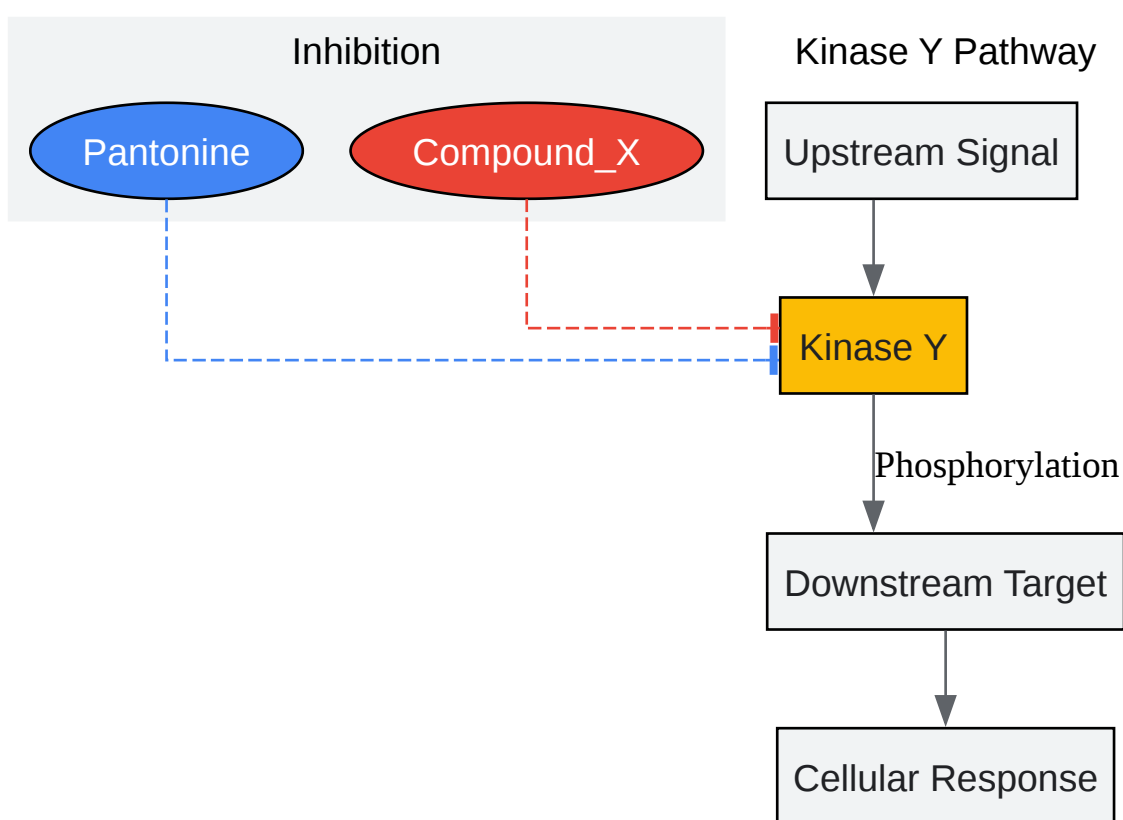 Inhibition
Kinase Y Pathway
Pantonine
Compound_X
Upstream Signal
Kinase Y
Phosphorylation
Downstream Target
Cellular Response